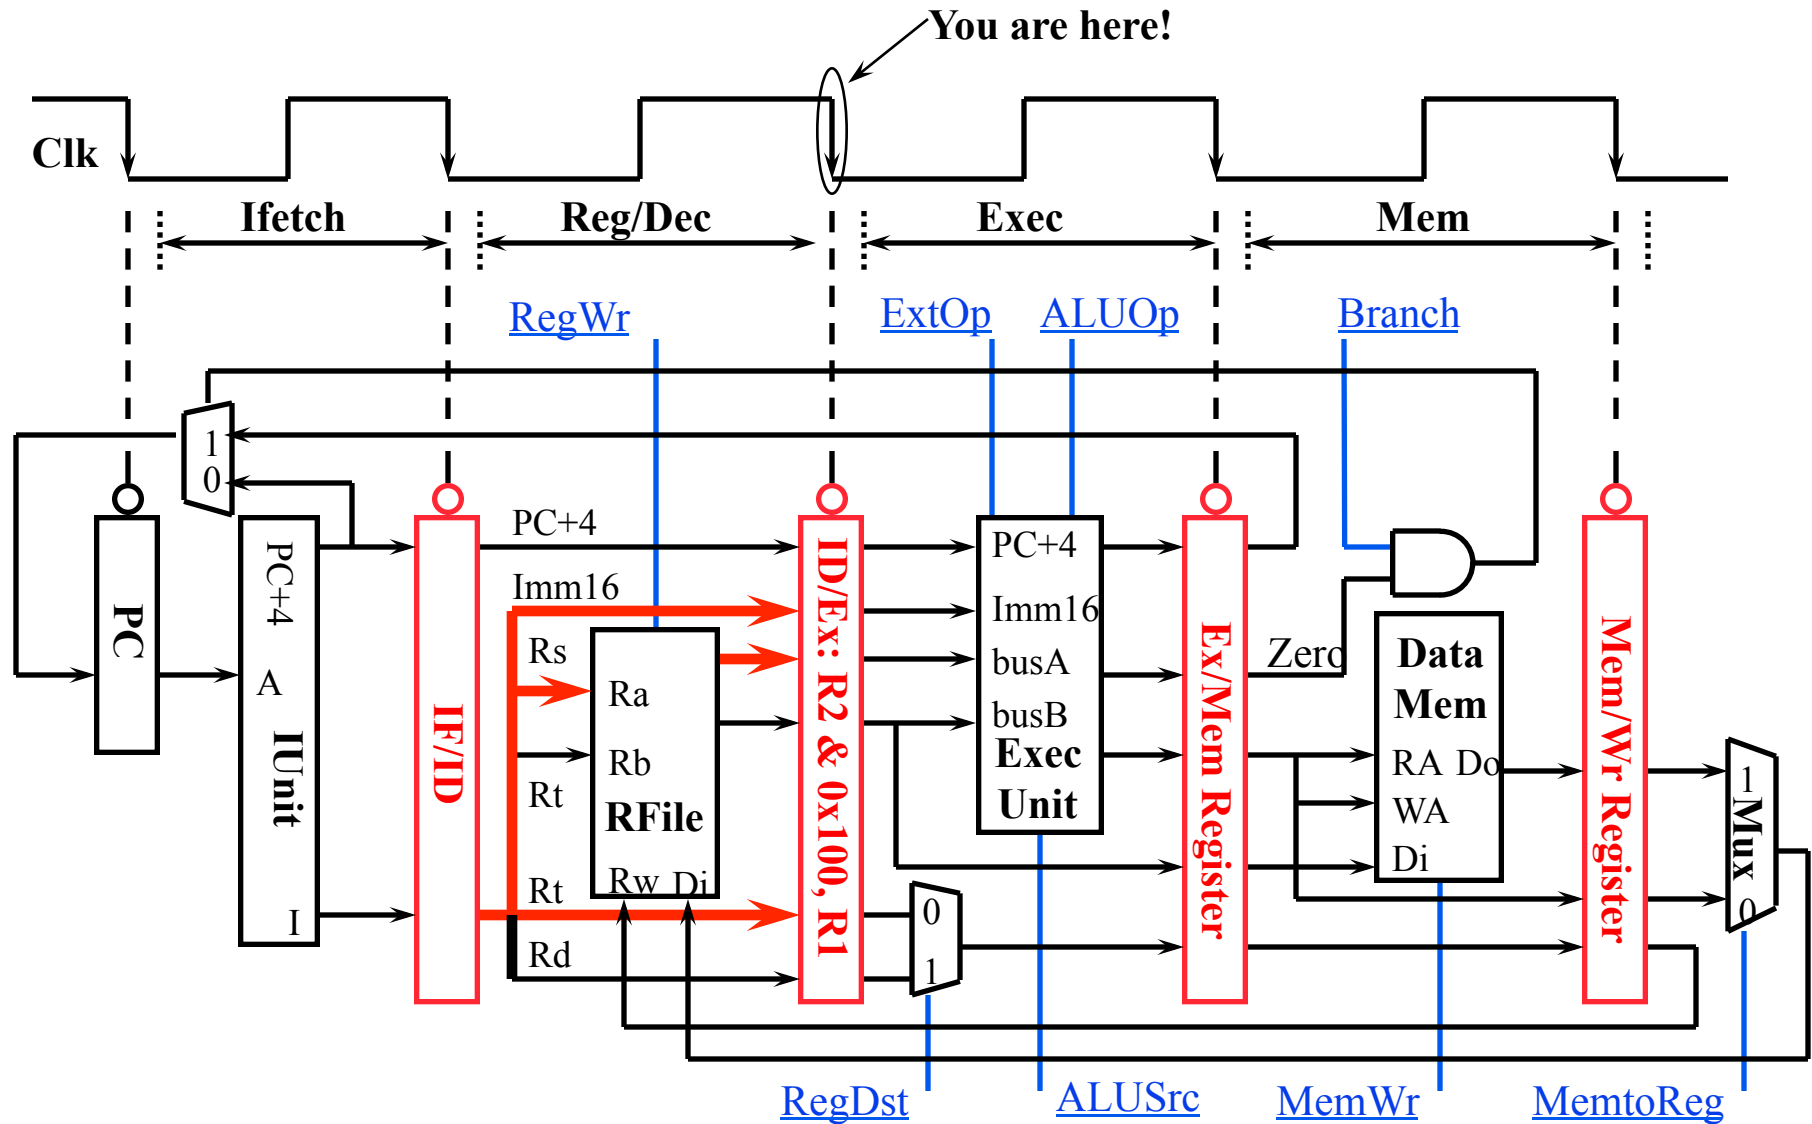 You are here!
Clk
Ifetch
Reg/Dec
Exec
Mem
RegWr
ExtOp
ALUOp
Branch
1
0
PC
PC+4
A
IUnit
I
IF/ID
PC+4
Imm16
Rs
Rt
Rt
Rd
Ra
Rb
RFile
Rw Di
ID/Ex: R2 & 0x100, R1
0
1
PC+4
Imm16
busA
busB
Exec
Unit
Ex/Mem Register
Zero
Data
Mem
RA Do
WA
Di
Mem/Wr Register
1
Mux
0
RegDst
ALUSrc
MemWr
MemtoReg